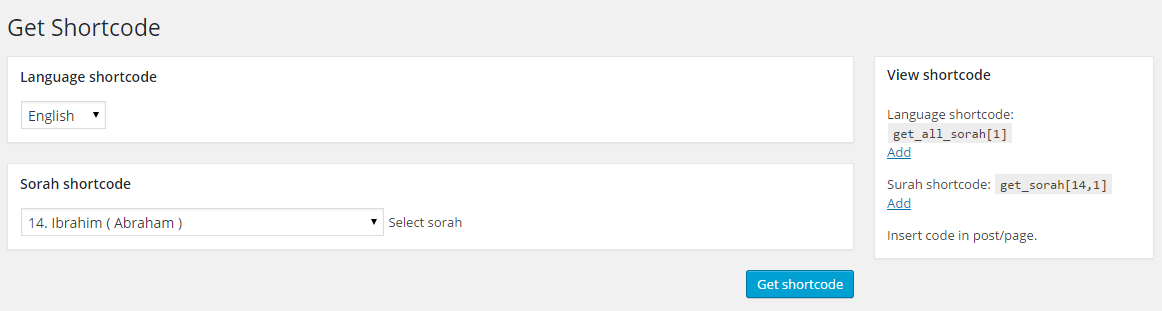 Get Shortcode
Language shortcode
English
Sorah shortcode
14. Ibrahim ( Abraham ) Select sorah
Get shortcode
View shortcode
Language shortcode:
get_all_sorah[1]
Add
Surah shortcode: get_sorah[14,1]
Add
Insert code in post/page.